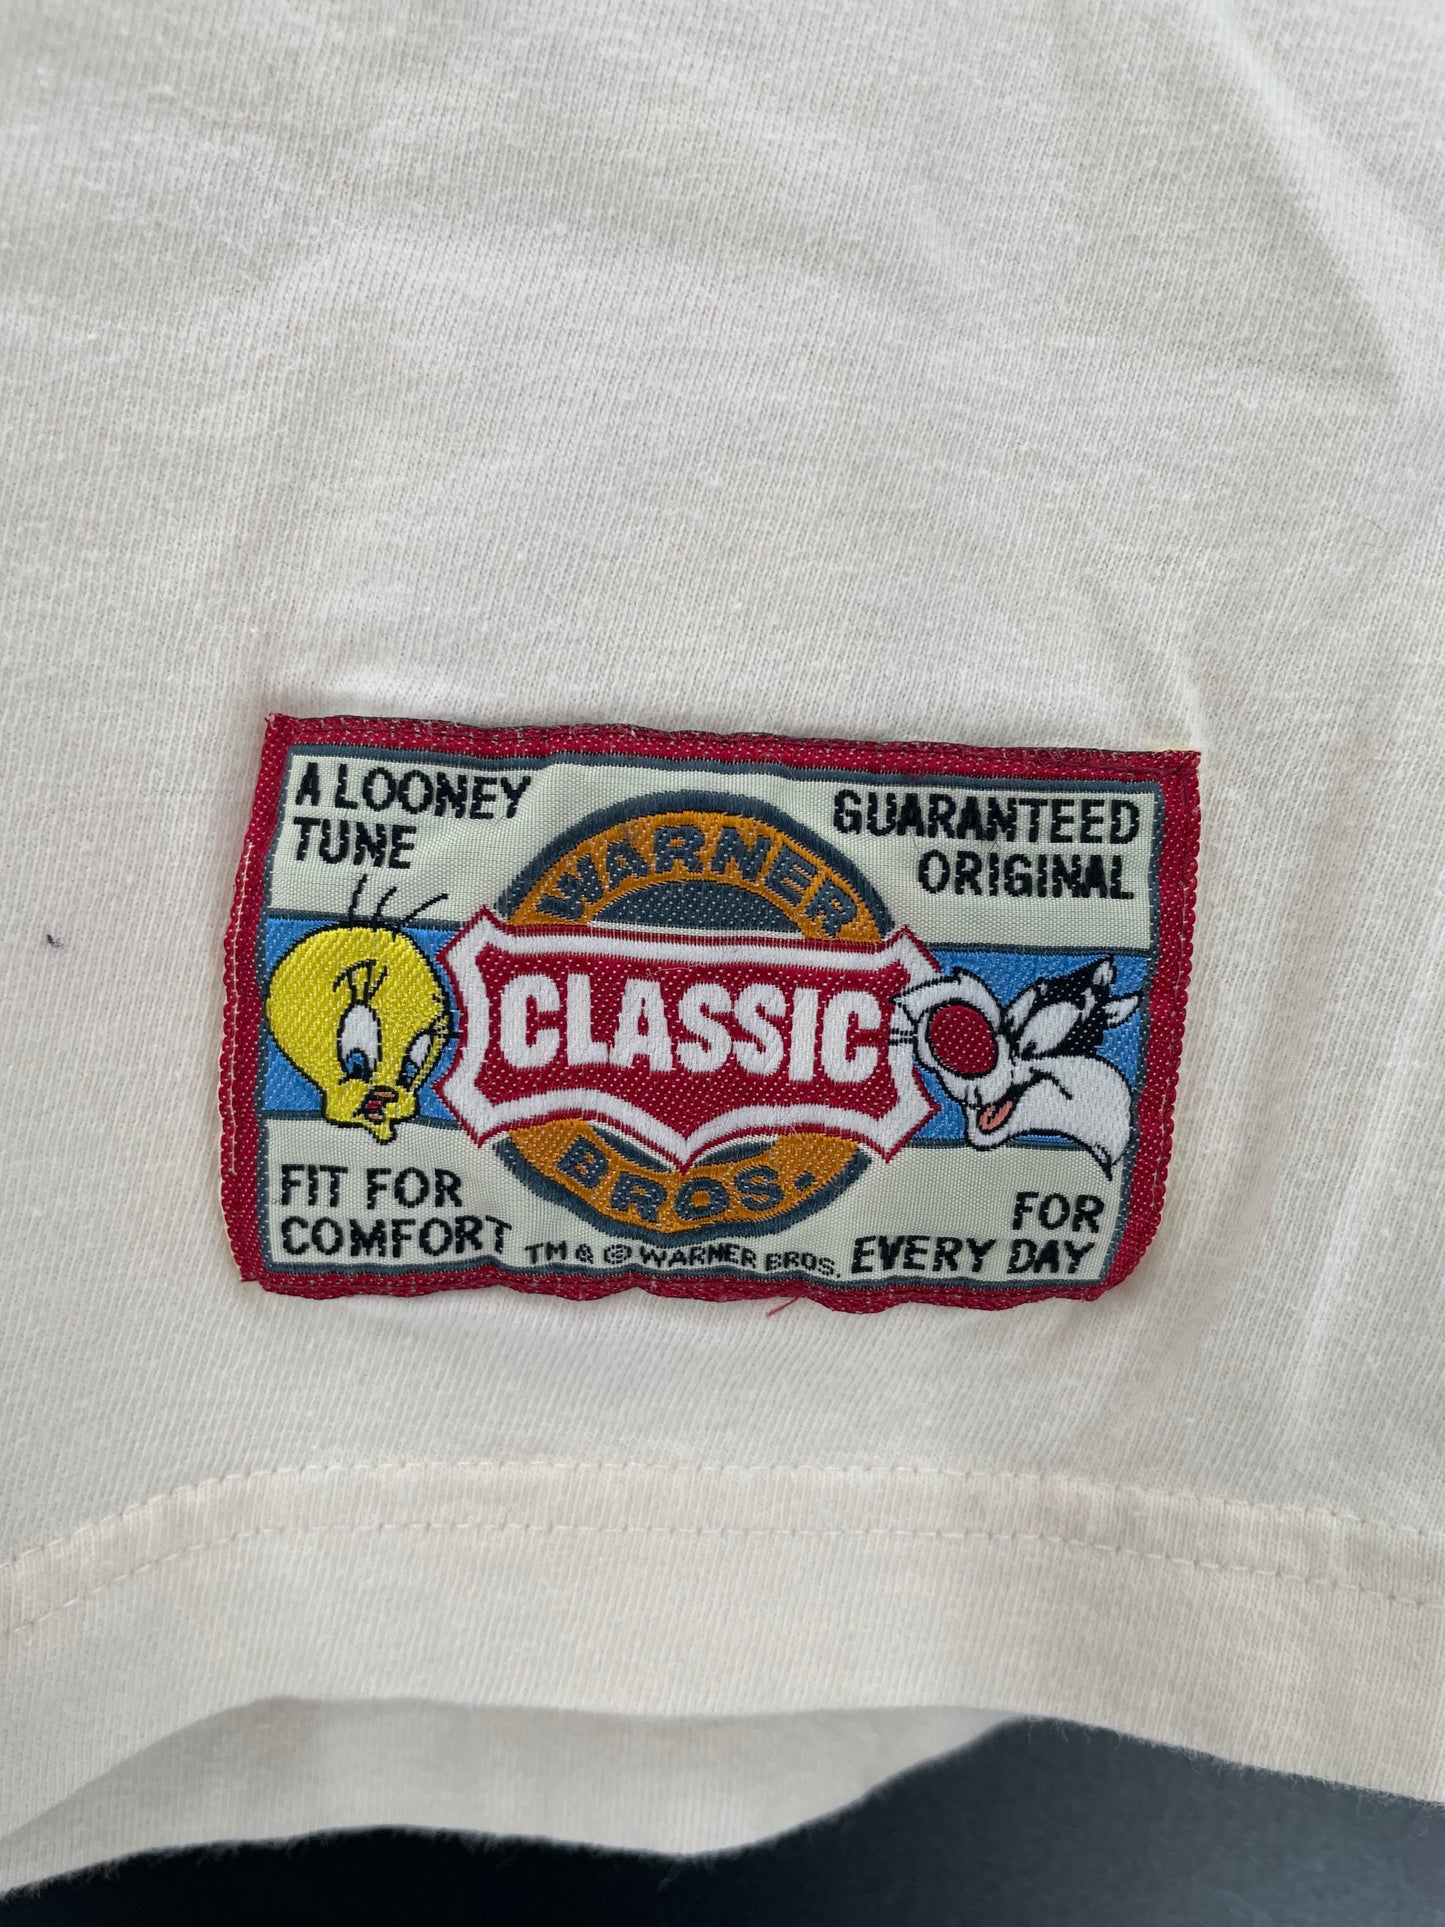 A LOONEY
TUNE
GUARANTEED
ORIGINAL
WARNER
CLASSIC
BROS.
FIT FOR
COMFORT
TM & © WARNER BROS.
FOR
EVERY DAY